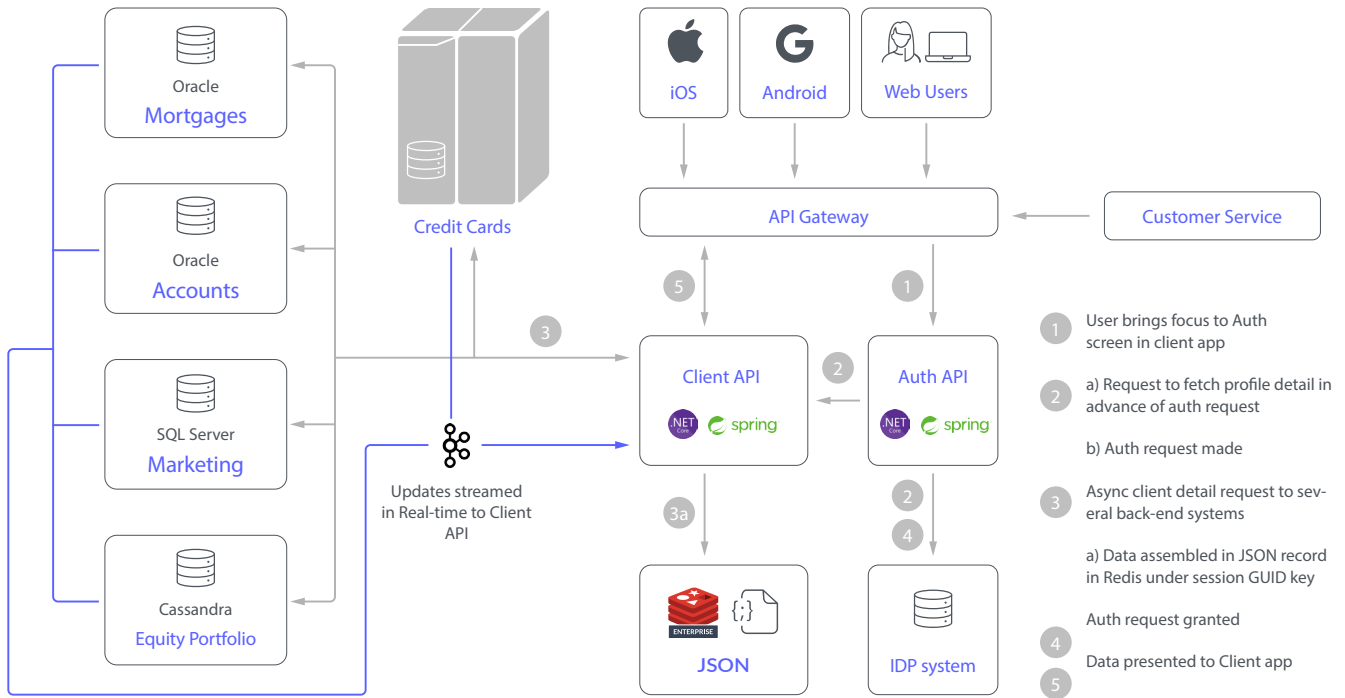 Oracle
Mortgages
Oracle
Accounts
SQL Server
Marketing
Cassandra
Equity Portfolio
Credit Cards
iOS
Android
Web Users
API Gateway
Customer Service
5
1
3
Client API
.NET
Core
spring
2
Auth API
.NET
Core
spring
Updates streamed
in Real-time to Client
API
3a
2
4
ENTERPRISE
{;}
JSON
IDP system
1
User brings focus to Auth
screen in client app
2
a) Request to fetch profile detail in
advance of auth request
b) Auth request made
3
Async client detail request to sev-
eral back-end systems
a) Data assembled in JSON record
in Redis under session GUID key
Auth request granted
4
Data presented to Client app
5